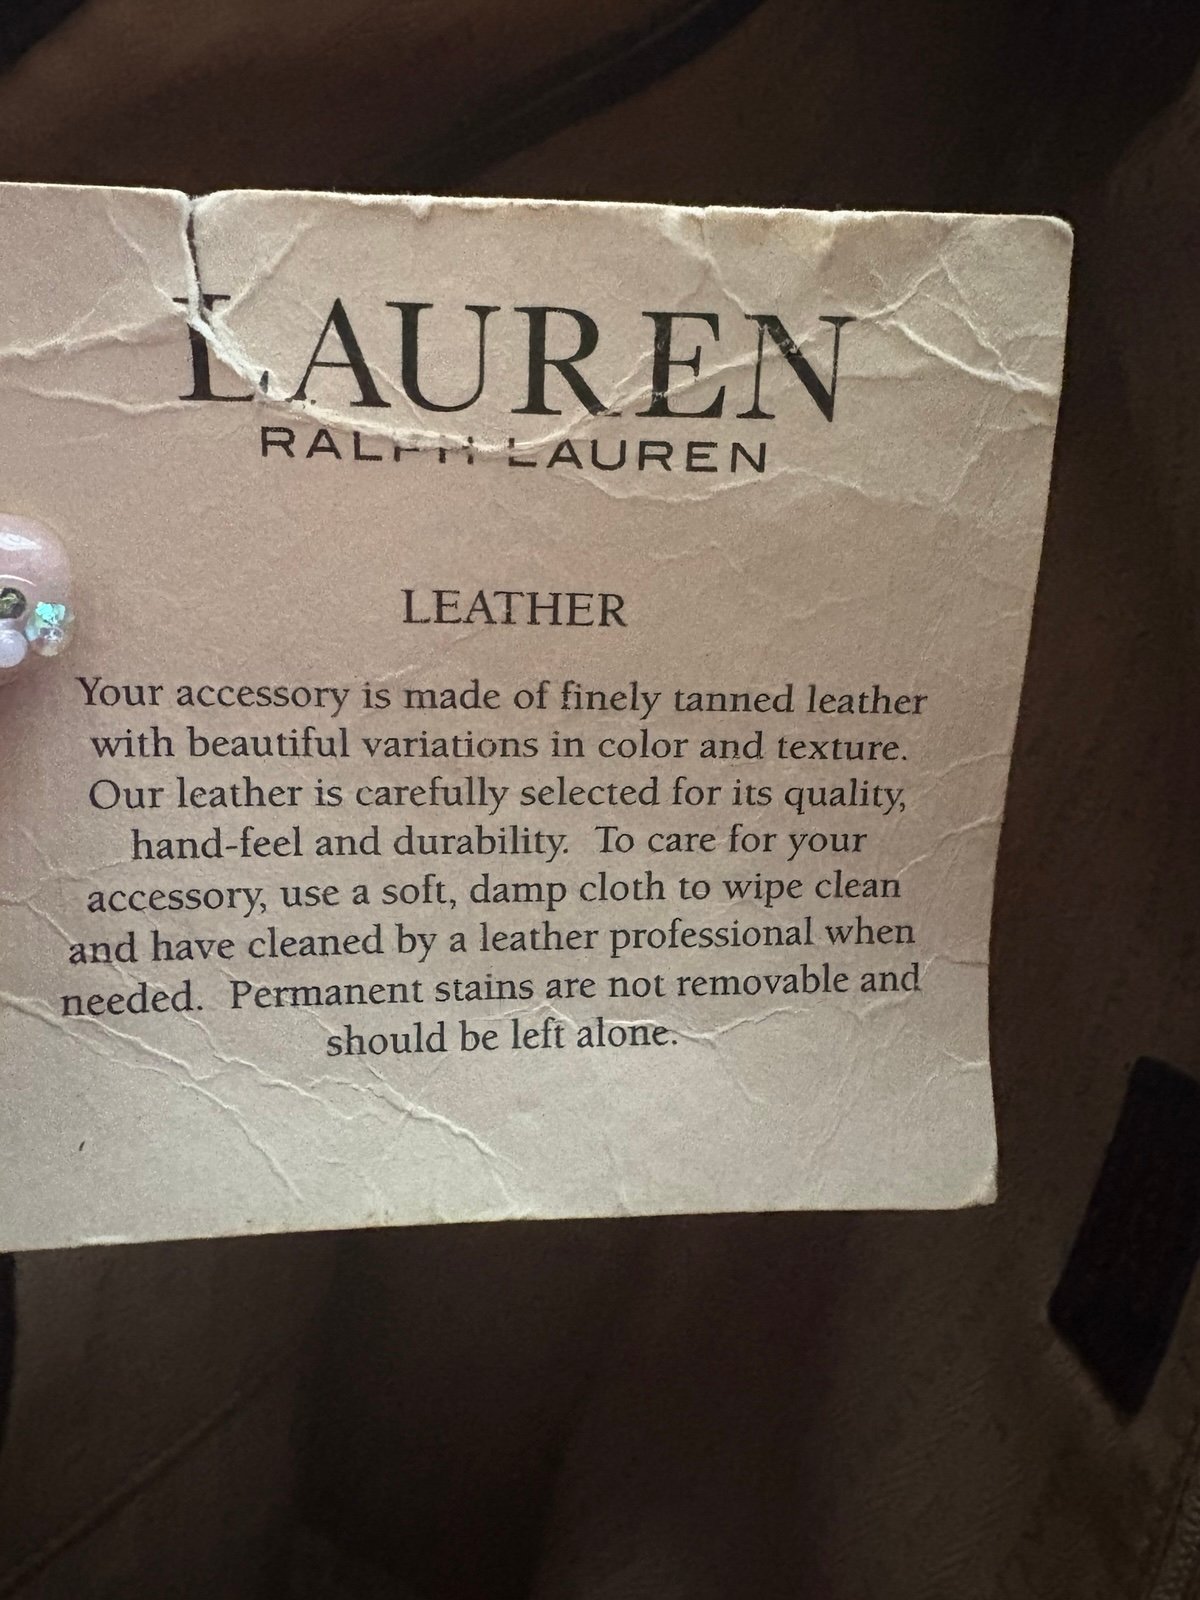 LAUREN
RALPH LAUREN
LEATHER
Your accessory is made of finely tanned leather
with beautiful variations in color and texture.
Our leather is carefully selected for its quality,
hand-feel and durability. To care for your
accessory, use a soft, damp cloth to wipe clean
and have cleaned by a leather professional when
needed. Permanent stains are not removable and
should be left alone.